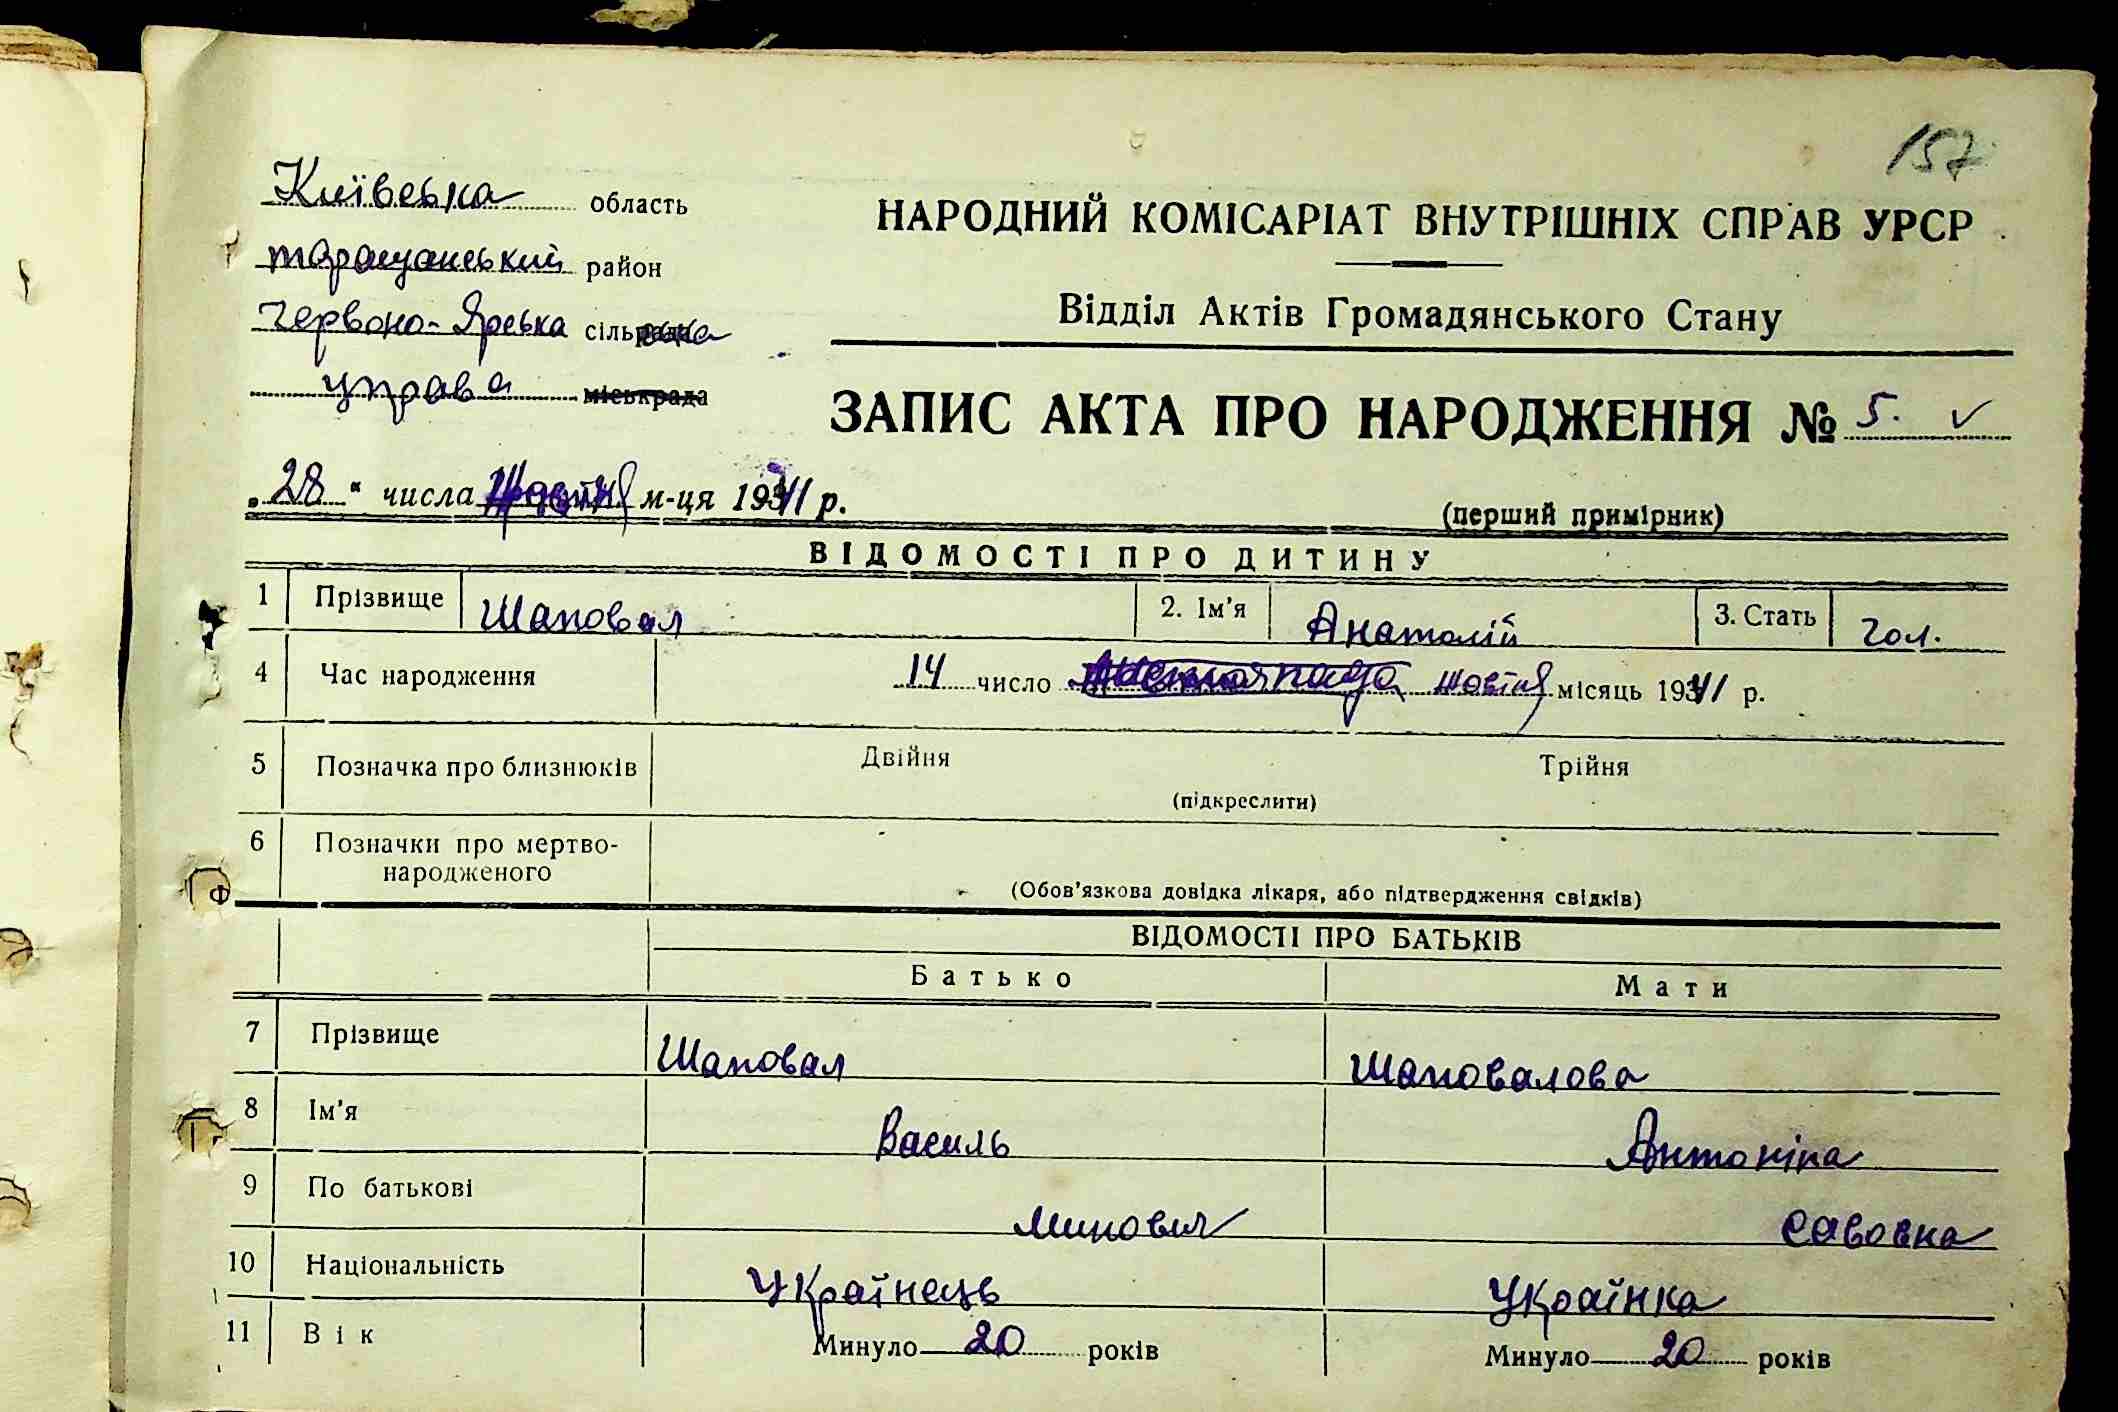 157
Київська область
Таращанський район
Червоно-Ярська сільська
управа міськрада
НАРОДНИЙ КОМІСАРІАТ ВНУТРІШНІХ СПРАВ УРСР
Відділ Актів Громадянського Стану
ЗАПИС АКТА ПРО НАРОДЖЕННЯ № 5.
„28“ числа Жовтня м-ця 1941 р.
(перший примірник)
ВІДОМОСТІ ПРО ДИТИНУ
1 Прізвище Шаповал 2. Ім'я Анатолій 3. Стать чол.
4 Час народження 14 число жовтня місяць 1941 р.
5 Позначка про близнюків Двійня Трійня
(підкреслити)
6 Позначки про мертво-
народженого
(Обов'язкова довідка лікаря, або підтвердження свідків)
Ф
ВІДОМОСТІ ПРО БАТЬКІВ
Батько Мати
7 Прізвище Шаповал Шаповалова
8 Ім'я Василь Антоніна
9 По батькові Савовна
10 Національність Українець Українка
11 Вік Минуло 20 років Минуло 20 років